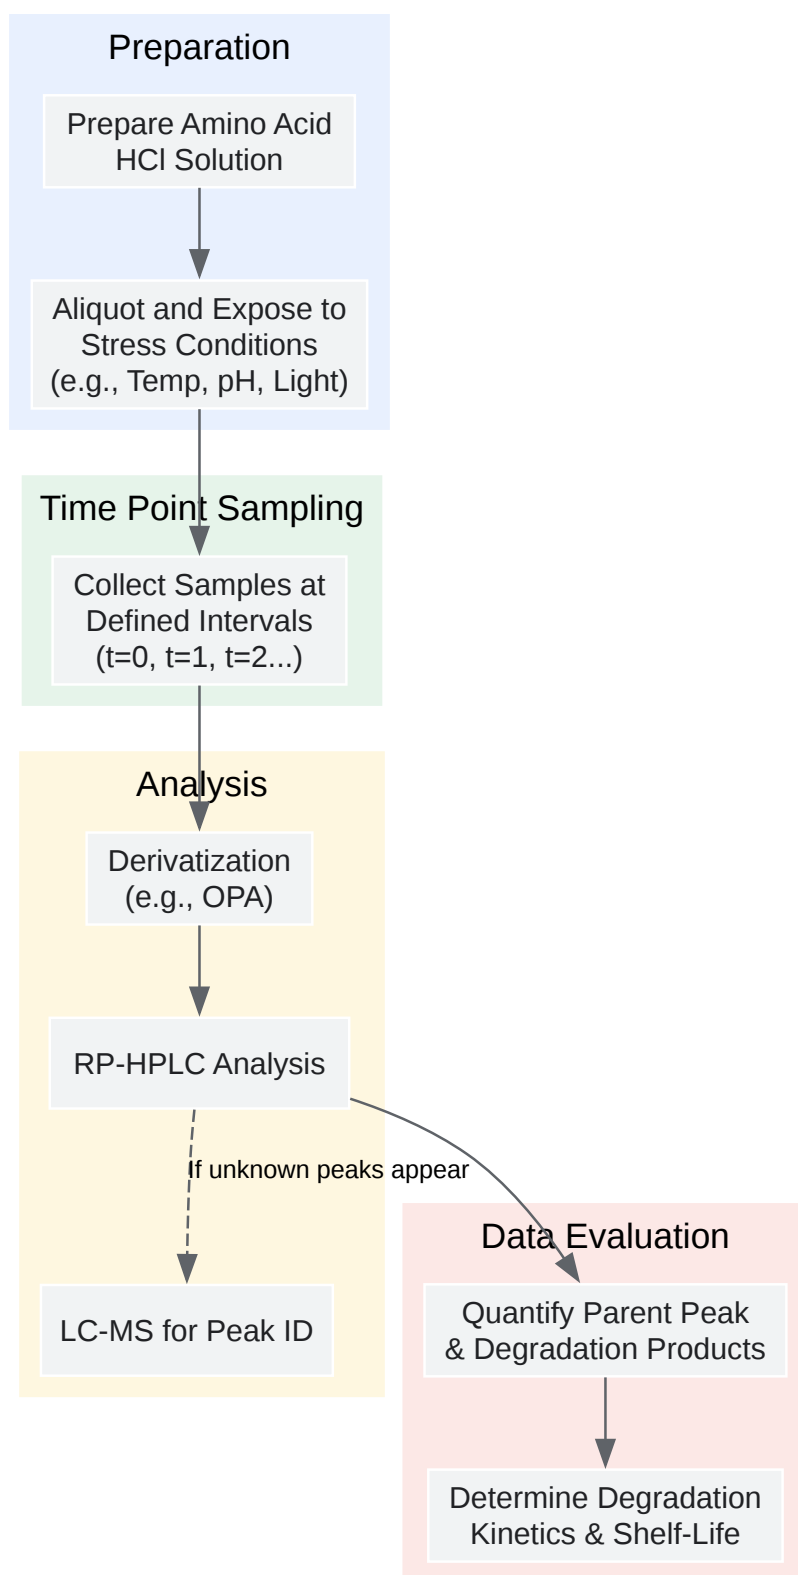 Preparation
Prepare Amino Acid
HCl Solution
Aliquot and Expose to
Stress Conditions
(e.g., Temp, pH, Light)
Time Point Sampling
Collect Samples at
Defined Intervals
(t=0, t=1, t=2...)
Analysis
Derivatization
(e.g., OPA)
RP-HPLC Analysis
If unknown peaks appear
LC-MS for Peak ID
Data Evaluation
Quantify Parent Peak
& Degradation Products
Determine Degradation
Kinetics & Shelf-Life